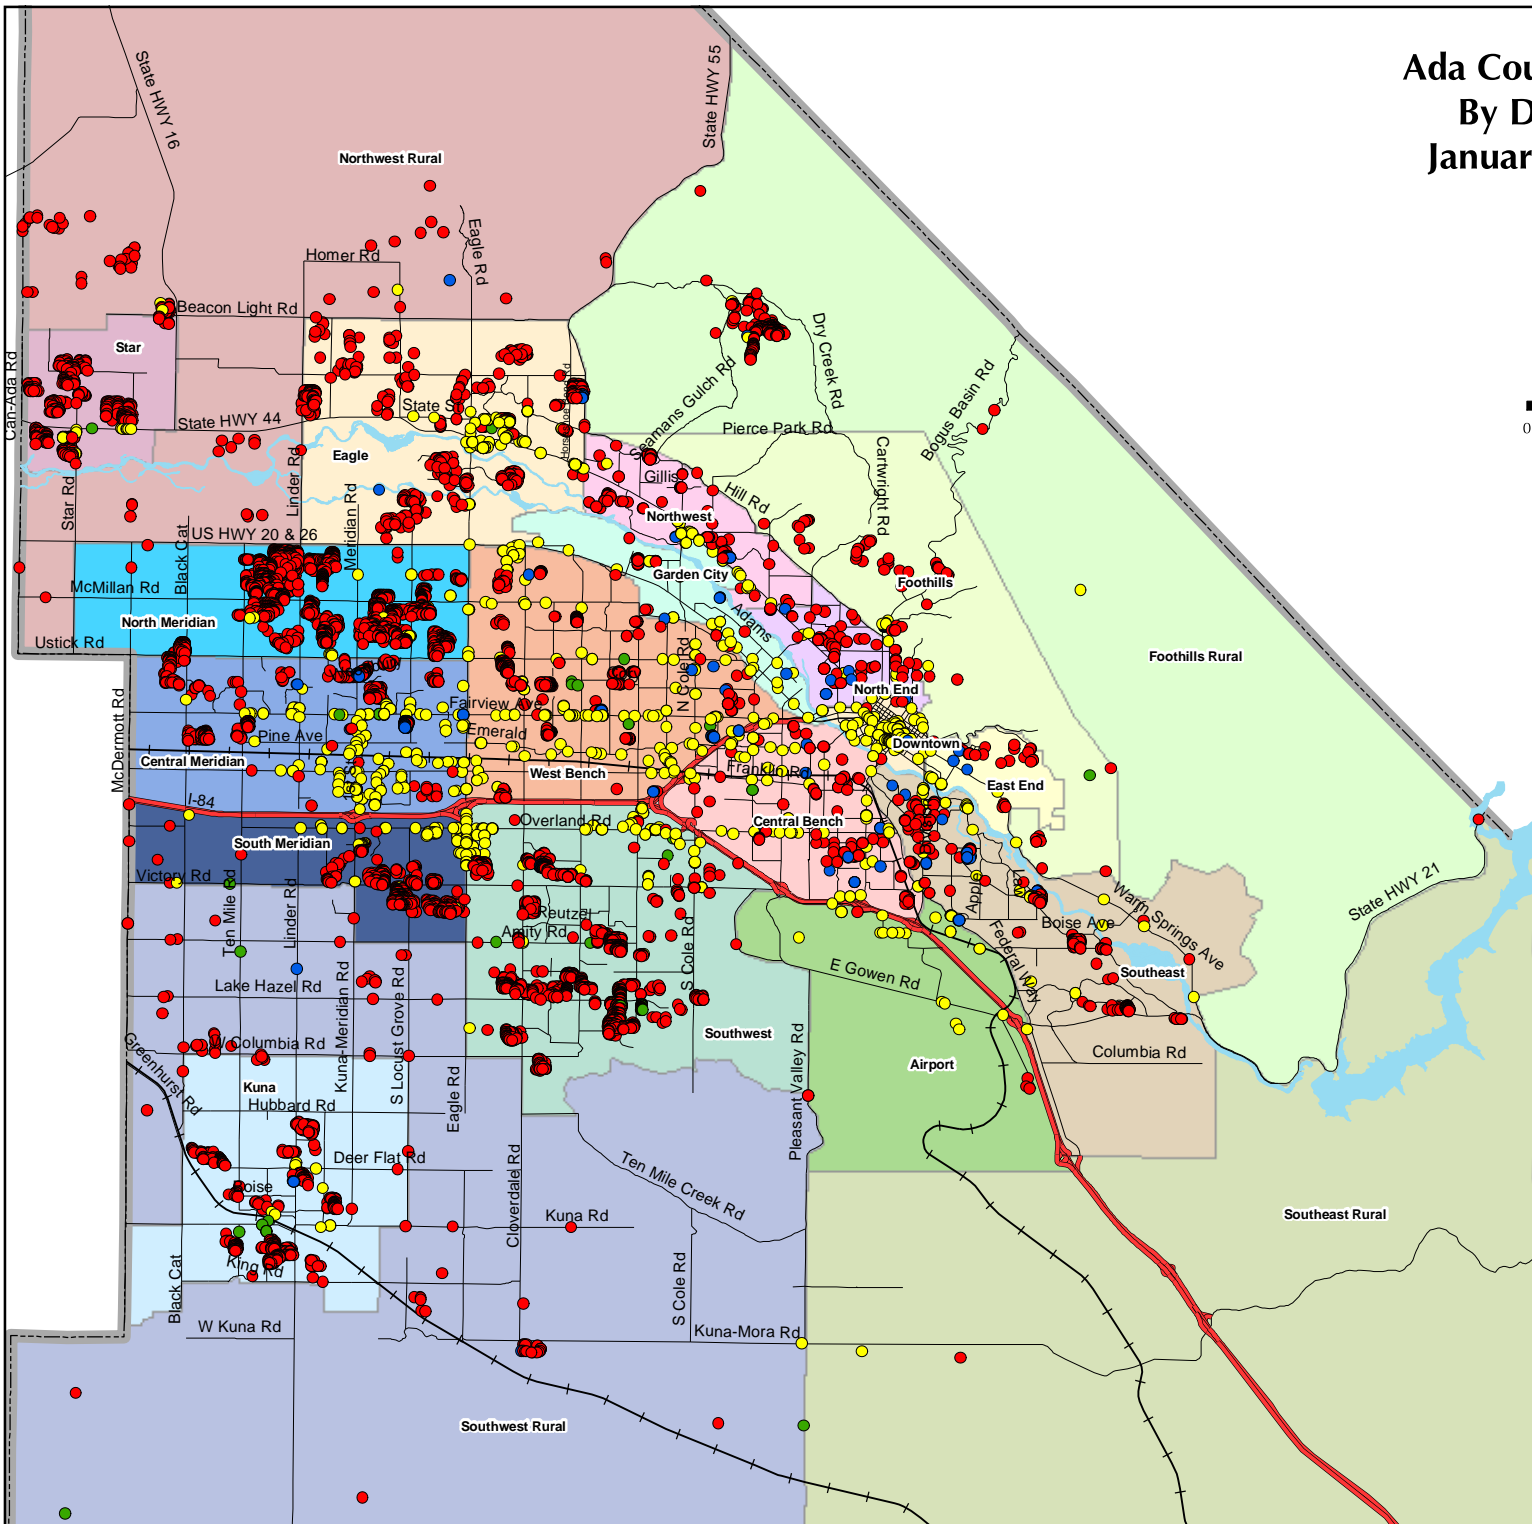 Ada Cou
By D
Januar
0
State HWY 16
State HWY 55
Northwest Rural
Eagle Rd
Homer Rd
Beacon Light Rd
Star
Can-Ada Rd
Dry Creek Rd
Seamans Gulch Rd
Bogus Basin Rd
State HWY 44
State S
Pierce Park Rd
Cartwright Rd
Eagle
Linder Rd
Star Rd
Meridian Rd
Gillis
Hill Rd
Northwest
US HWY 20 & 26
Black Cat
McMillan Rd
Garden City
Foothills
North Meridian
Adams
Ustick Rd
N Cole Rd
Foothills Rural
McDermott Rd
Fairview Ave
North End
Pine Ave
Emerald
Downtown
Central Meridian
West Bench
Franklin Rd
East End
I-84
Overland Rd
Central Bench
South Meridian
Victory Rd
Ten Mile Rd
Linder Rd
Reutzel
Amity Rd
Apple
Law
Warm Springs Ave
Boise Ave
State HWY 21
Federal Way
S Cole Rd
E Gowen Rd
Southeast
Lake Hazel Rd
Kuna-Meridian Rd
S Locust Grove Rd
Southwest
W Columbia Rd
Greenhurst Rd
Columbia Rd
Airport
Kuna
Hubbard Rd
Eagle Rd
Pleasant Valley Rd
Deer Flat Rd
Cloverdale Rd
Ten Mile Creek Rd
Boise
Kuna Rd
Southeast Rural
King Rd
Black Cat
S Cole Rd
W Kuna Rd
Kuna-Mora Rd
Southwest Rural